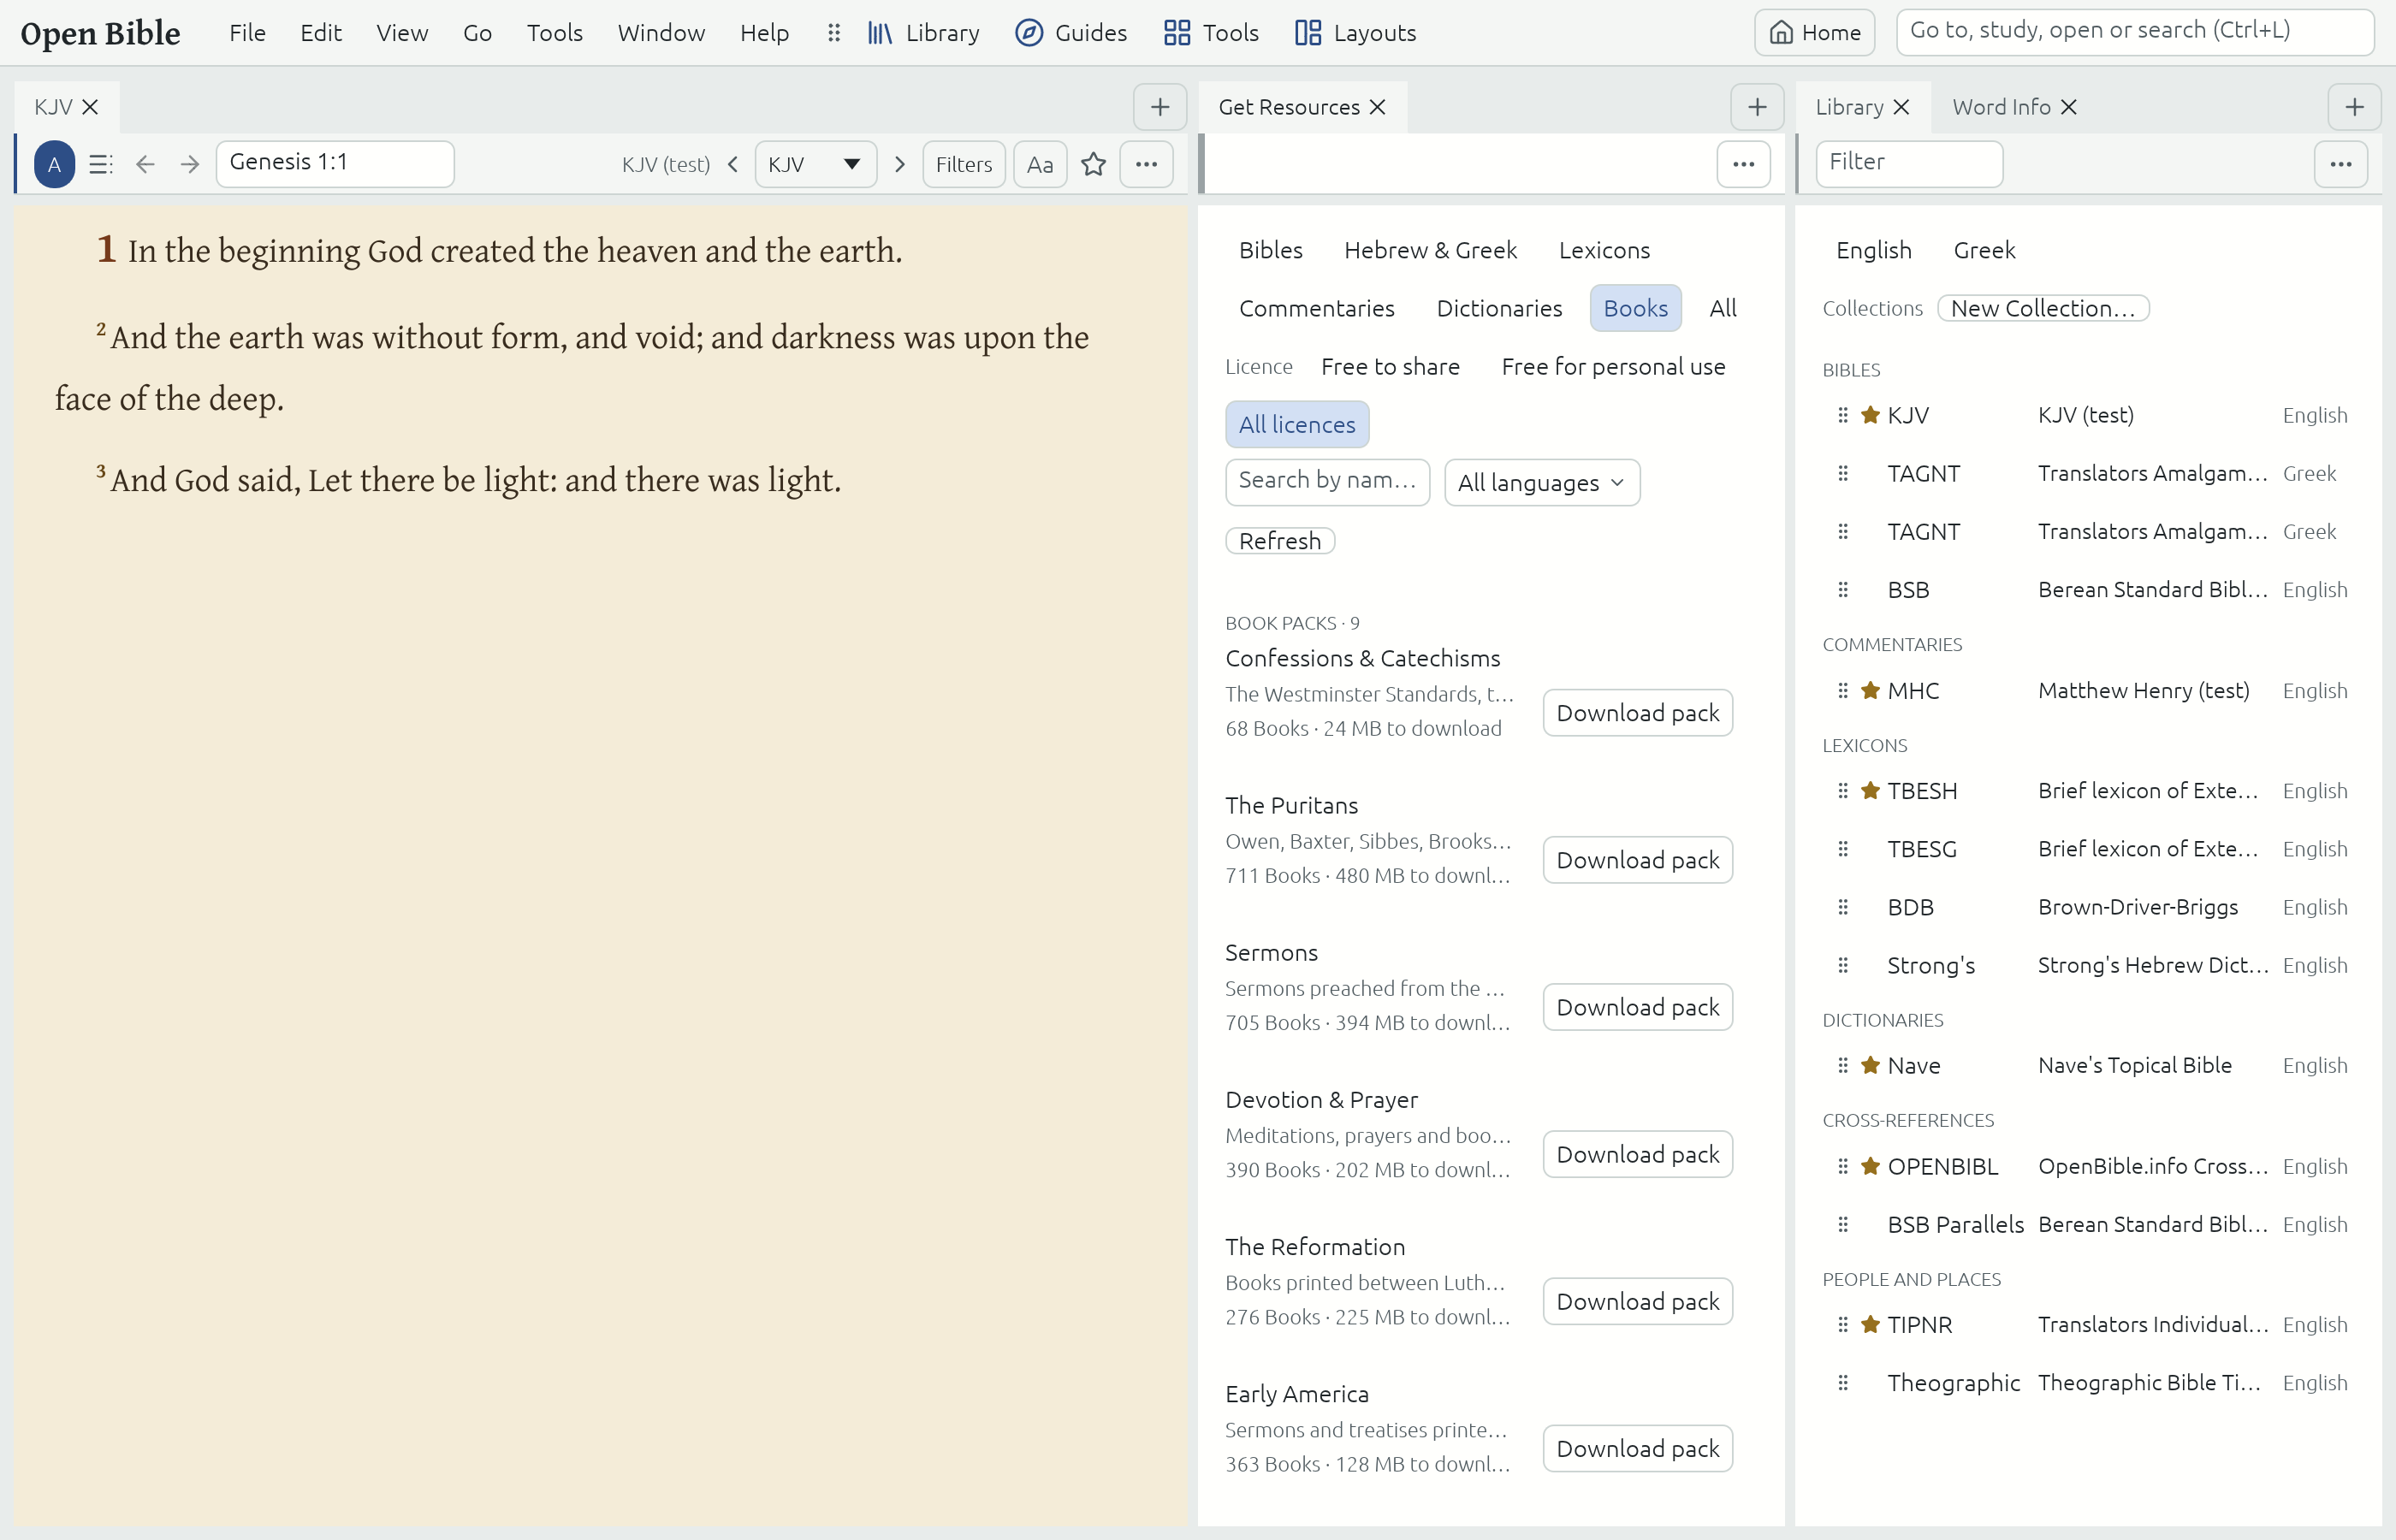 Open Bible File Edit View Go Tools Window Help Library Guides Tools Layouts Home Go to, study, open or search (Ctrl+L)
KJV
A Genesis 1:1 KJV (test) KJV Filters Aa
1 In the beginning God created the heaven and the earth.
2 And the earth was without form, and void; and darkness was upon the
face of the deep.
3 And God said, Let there be light: and there was light.
Get Resources
Bibles Hebrew & Greek Lexicons
Commentaries Dictionaries Books All
Licence Free to share Free for personal use
All licences
Search by nam… All languages
Refresh
BOOK PACKS · 9
Confessions & Catechisms
The Westminster Standards, t…
68 Books · 24 MB to download
Download pack
The Puritans
Owen, Baxter, Sibbes, Brooks…
711 Books · 480 MB to downl…
Download pack
Sermons
Sermons preached from the …
705 Books · 394 MB to downl…
Download pack
Devotion & Prayer
Meditations, prayers and boo…
390 Books · 202 MB to downl…
Download pack
The Reformation
Books printed between Luth…
276 Books · 225 MB to downl…
Download pack
Early America
Sermons and treatises printe…
363 Books · 128 MB to downl…
Download pack
Library Word Info
Filter
English Greek
Collections New Collection…
BIBLES
KJV KJV (test) English
TAGNT Translators Amalgam… Greek
TAGNT Translators Amalgam… Greek
BSB Berean Standard Bibl… English
COMMENTARIES
MHC Matthew Henry (test) English
LEXICONS
TBESH Brief lexicon of Exte… English
TBESG Brief lexicon of Exte… English
BDB Brown-Driver-Briggs English
Strong's Strong's Hebrew Dict… English
DICTIONARIES
Nave Nave's Topical Bible English
CROSS-REFERENCES
OPENBIBL OpenBible.info Cross… English
BSB Parallels Berean Standard Bibl… English
PEOPLE AND PLACES
TIPNR Translators Individual… English
Theographic Theographic Bible Ti… English